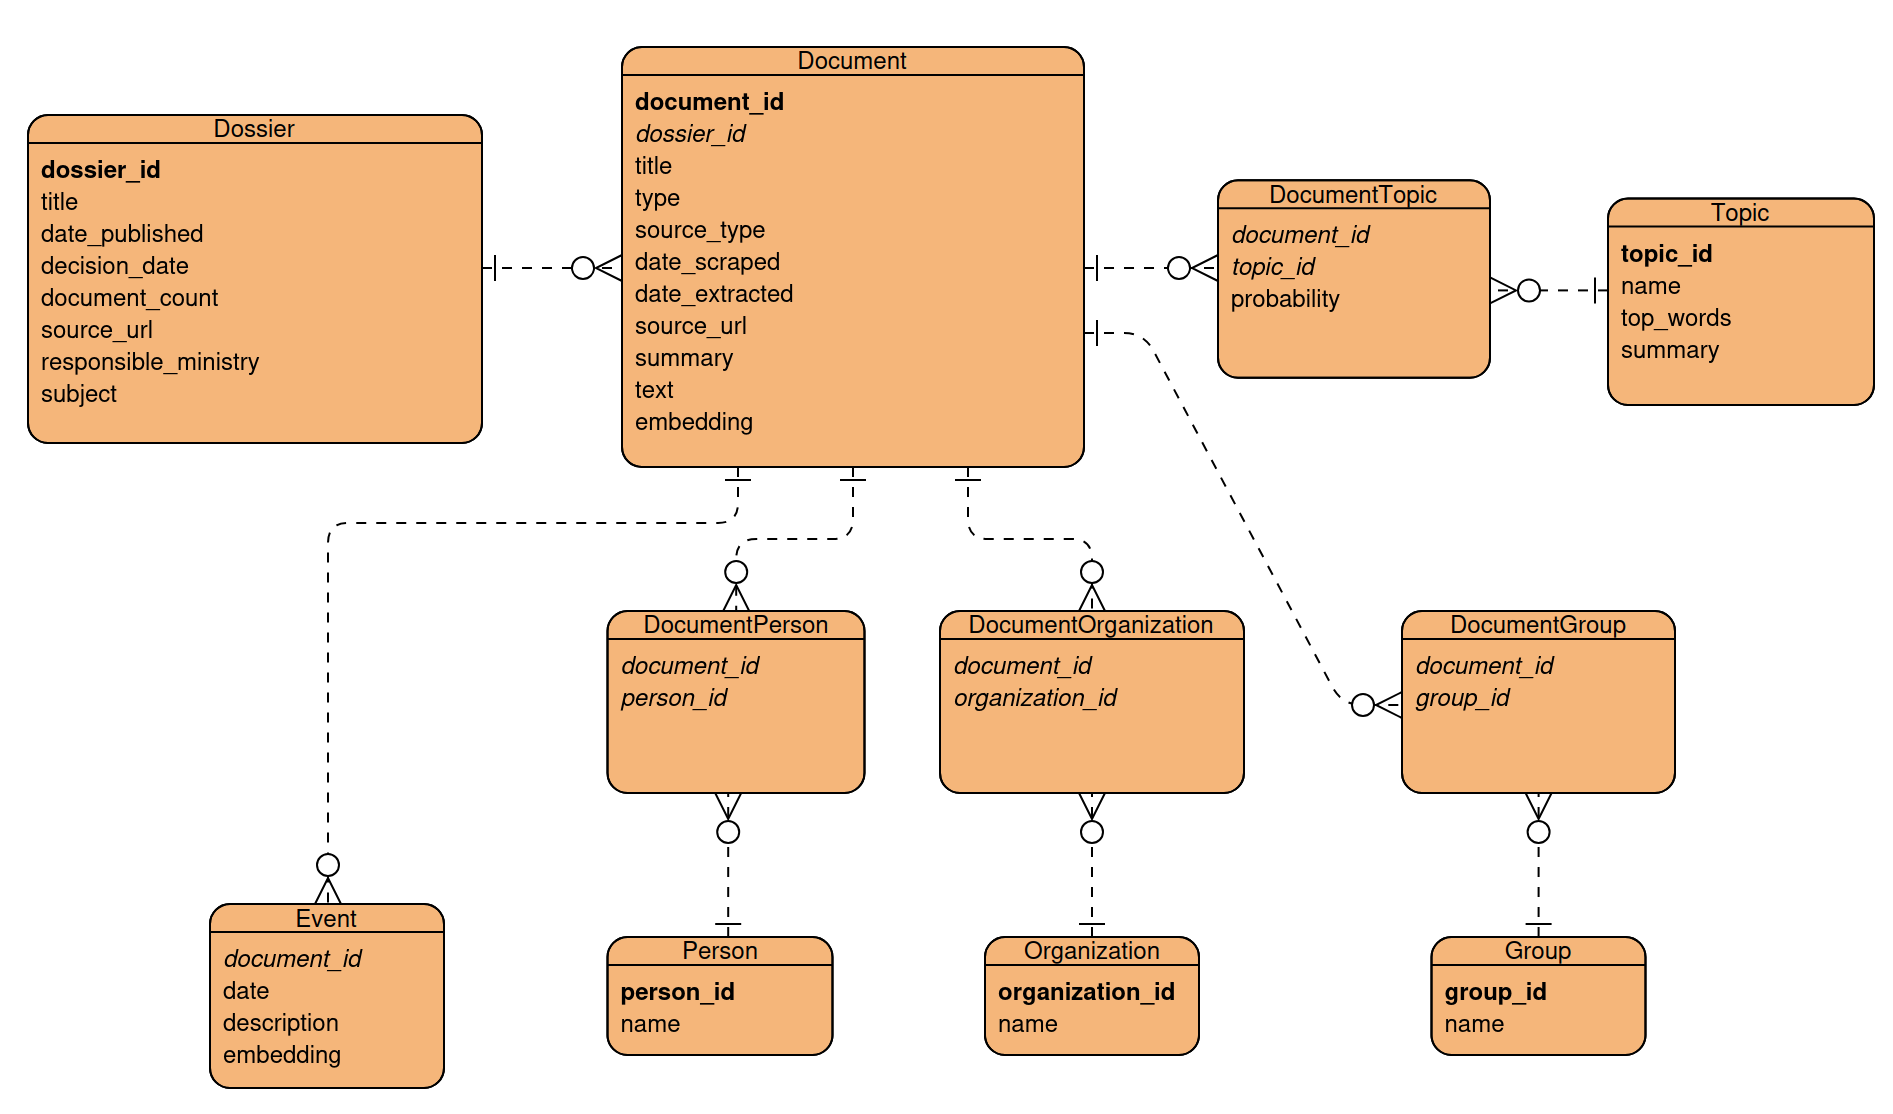 Dossier
dossier_id
title
date_published
decision_date
document_count
source_url
responsible_ministry
subject
Document
document_id
dossier_id
title
type
source_type
date_scraped
date_extracted
source_url
summary
text
embedding
DocumentTopic
document_id
topic_id
probability
Topic
topic_id
name
top_words
summary
DocumentPerson
document_id
person_id
DocumentOrganization
document_id
organization_id
DocumentGroup
document_id
group_id
Event
document_id
date
description
embedding
Person
person_id
name
Organization
organization_id
name
Group
group_id
name